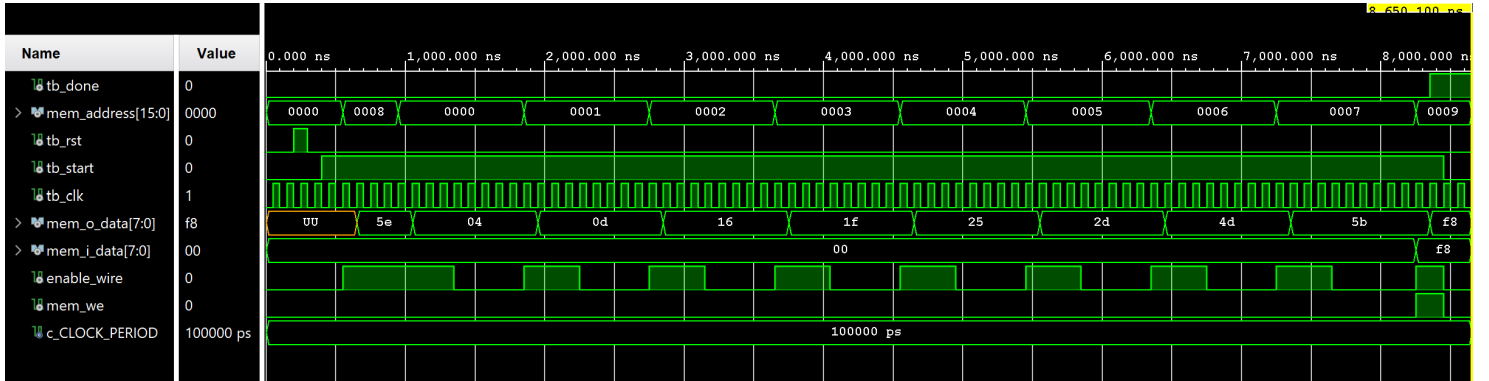 8,650.100 ns
Name Value
0.000 ns 1,000.000 ns 2,000.000 ns 3,000.000 ns 4,000.000 ns 5,000.000 ns 6,000.000 ns 7,000.000 ns 8,000.000 n
tb_done 0
mem_address[15:0] 0000 0000 0008 0000 0001 0002 0003 0004 0005 0006 0007 0009
tb_rst 0
tb_start 0
tb_clk 1
mem_o_data[7:0] f8 UU 5e 04 0d 16 1f 25 2d 4d 5b f8
mem_i_data[7:0] 00 00 f8
enable_wire 0
mem_we 0
c_CLOCK_PERIOD 100000 ps 100000 ps